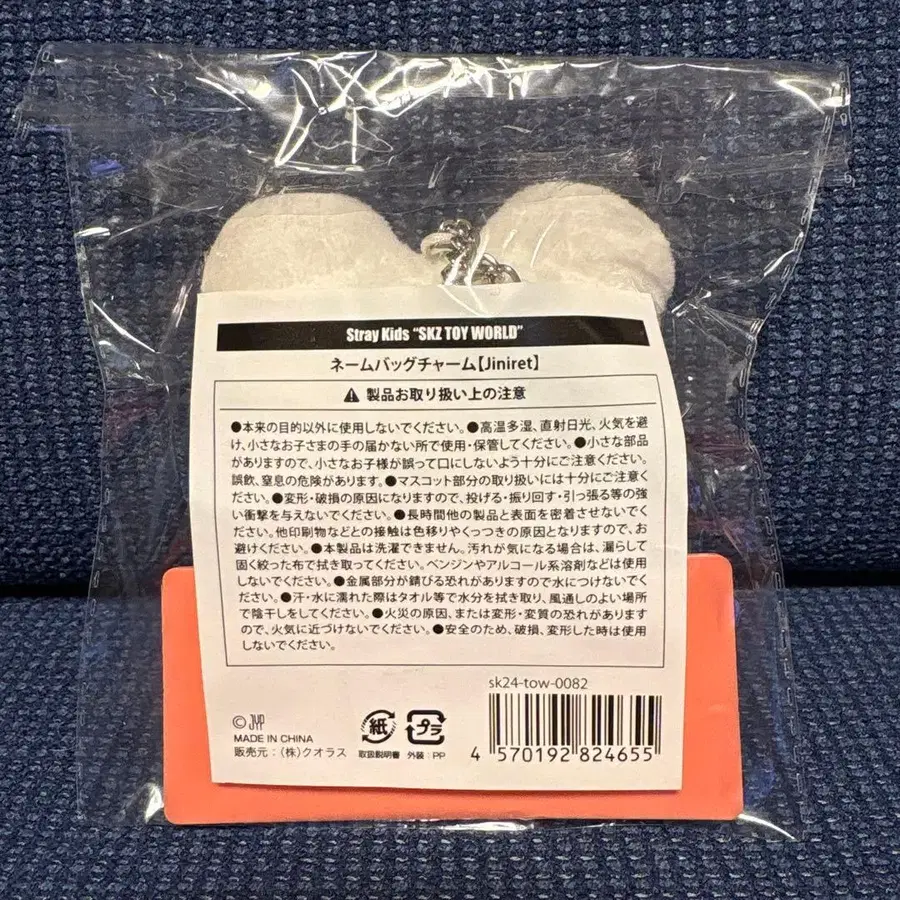 Stray Kids "SKZ TOY WORLD"
ネームバッグチャーム【Jiniret】
⚠ 製品お取り扱い上の注意
●本来の目的以外に使用しないでください。●高温多湿、直射日光、火気を避
け、小さなお子さまの手の届かない所で使用・保管してください。●小さな部品
がありますので、小さなお子様が誤って口にしないよう十分にご注意ください。
誤飲、窒息の危険があります。●マスコット部分の取り扱いには十分にご注意く
ださい。●変形・破損の原因になりますので、投げる・振り回す・引っ張る等の強
い衝撃を与えないでください。●長時間他の製品と表面を密着させないでくださ
い。他印刷物などとの接触は色移りやくっつきの原因となりますので、お
避けください。●本製品は洗濯できません。汚れが気になる場合は、濡らして
固く絞った布で拭き取ってください。ベンジンやアルコール系溶剤などは使用
しないでください。●金属部分が錆びる恐れがありますので水につけないでく
ださい。●汗・水に濡れた際はタオル等で水分を拭き取り、風通しのよい場所
で陰干しをしてください。●火災の原因、または変形・変質の恐れがあります
ので、火気に近づけないでください。●安全のため、破損、変形した時は使用
しないでください。
sk24-tow-0082
© JYP
MADE IN CHINA
販売元：(株)クオラス
紙
取扱説明書
プラ
外装：PP
4 570192 824655